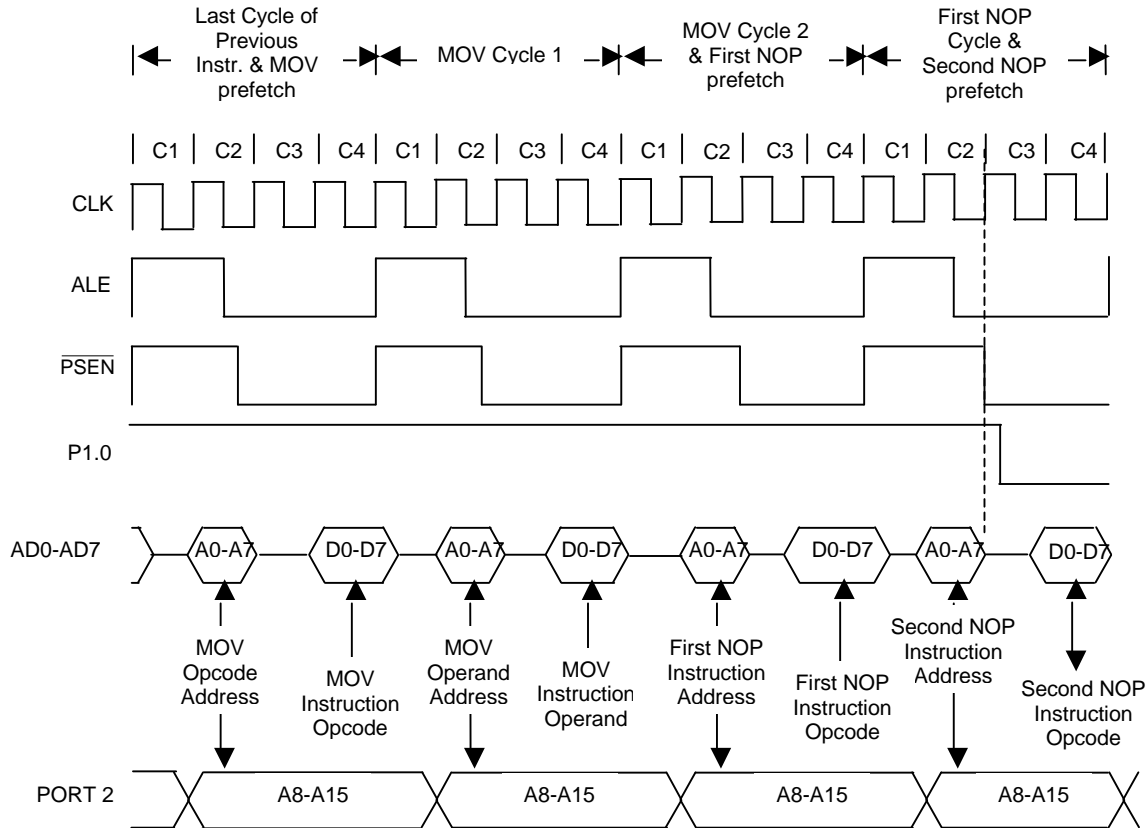 Last Cycle of
Previous
Instr. & MOV
prefetch
MOV Cycle 1
MOV Cycle 2
& First NOP
prefetch
First NOP
Cycle &
Second NOP
prefetch
C1 C2 C3 C4 C1 C2 C3 C4 C1 C2 C3 C4 C1 C2 C3 C4
CLK
ALE
PSEN
P1.0
AD0-AD7 A0-A7 D0-D7 A0-A7 D0-D7 A0-A7 D0-D7 A0-A7 D0-D7
MOV
Opcode
Address
MOV
Instruction
Opcode
MOV
Operand
Address
MOV
Instruction
Operand
First NOP
Instruction
Address
First NOP
Instruction
Opcode
Second NOP
Instruction
Address
Second NOP
Instruction
Opcode
PORT 2 A8-A15 A8-A15 A8-A15 A8-A15